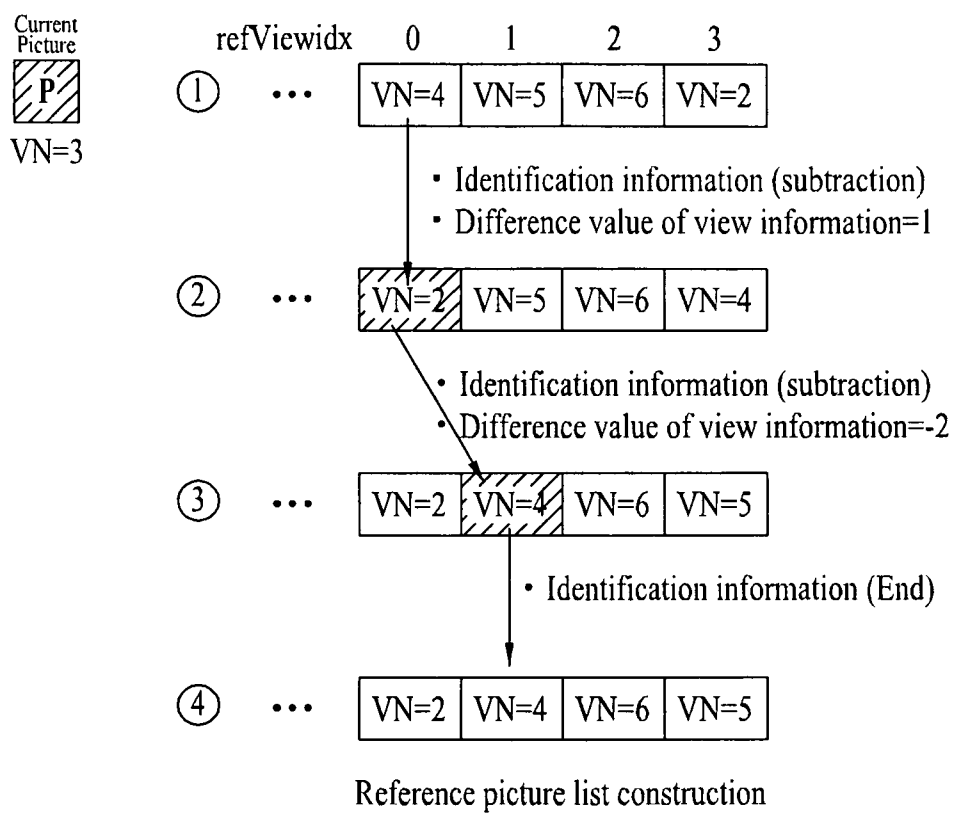 Current
Picture
P
VN=3
refViewidx 0 1 2 3
① ••• VN=4 VN=5 VN=6 VN=2
▪ Identification information (subtraction)
▪ Difference value of view information=1
② ••• VN=2 VN=5 VN=6 VN=4
• Identification information (subtraction)
• Difference value of view information=-2
③ ••• VN=2 VN=4 VN=6 VN=5
• Identification information (End)
④ ••• VN=2 VN=4 VN=6 VN=5
Reference picture list construction